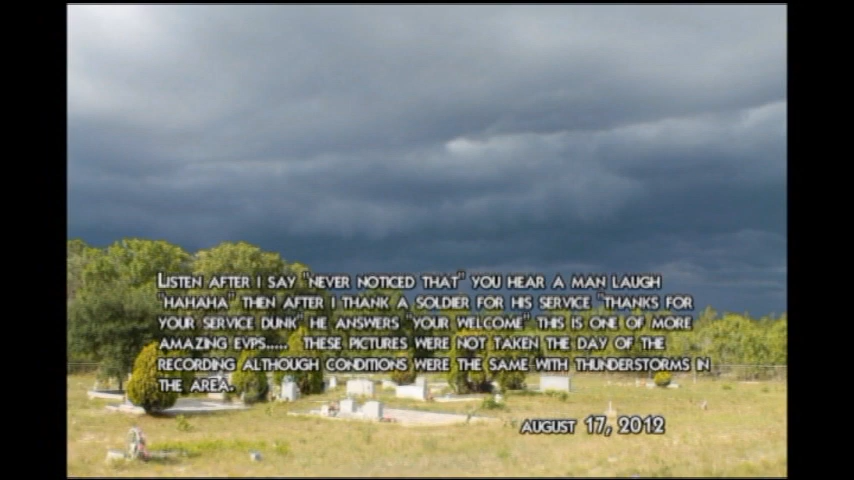 Listen after I say "never noticed that" you hear a man laugh
"hahaha" then after I thank a soldier for his service "thanks for
your service Dunk" he answers "your welcome" this is one of more
amazing evps..... these pictures were not taken the day of the
recording although conditions were the same with thunderstorms in
the area.
August 17, 2012